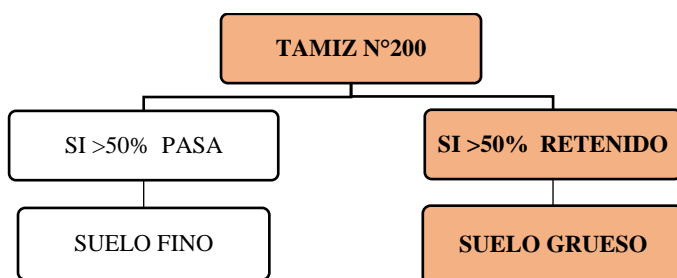 TAMIZ N°200
SI >50% PASA
SI >50% RETENIDO
SUELO FINO
SUELO GRUESO